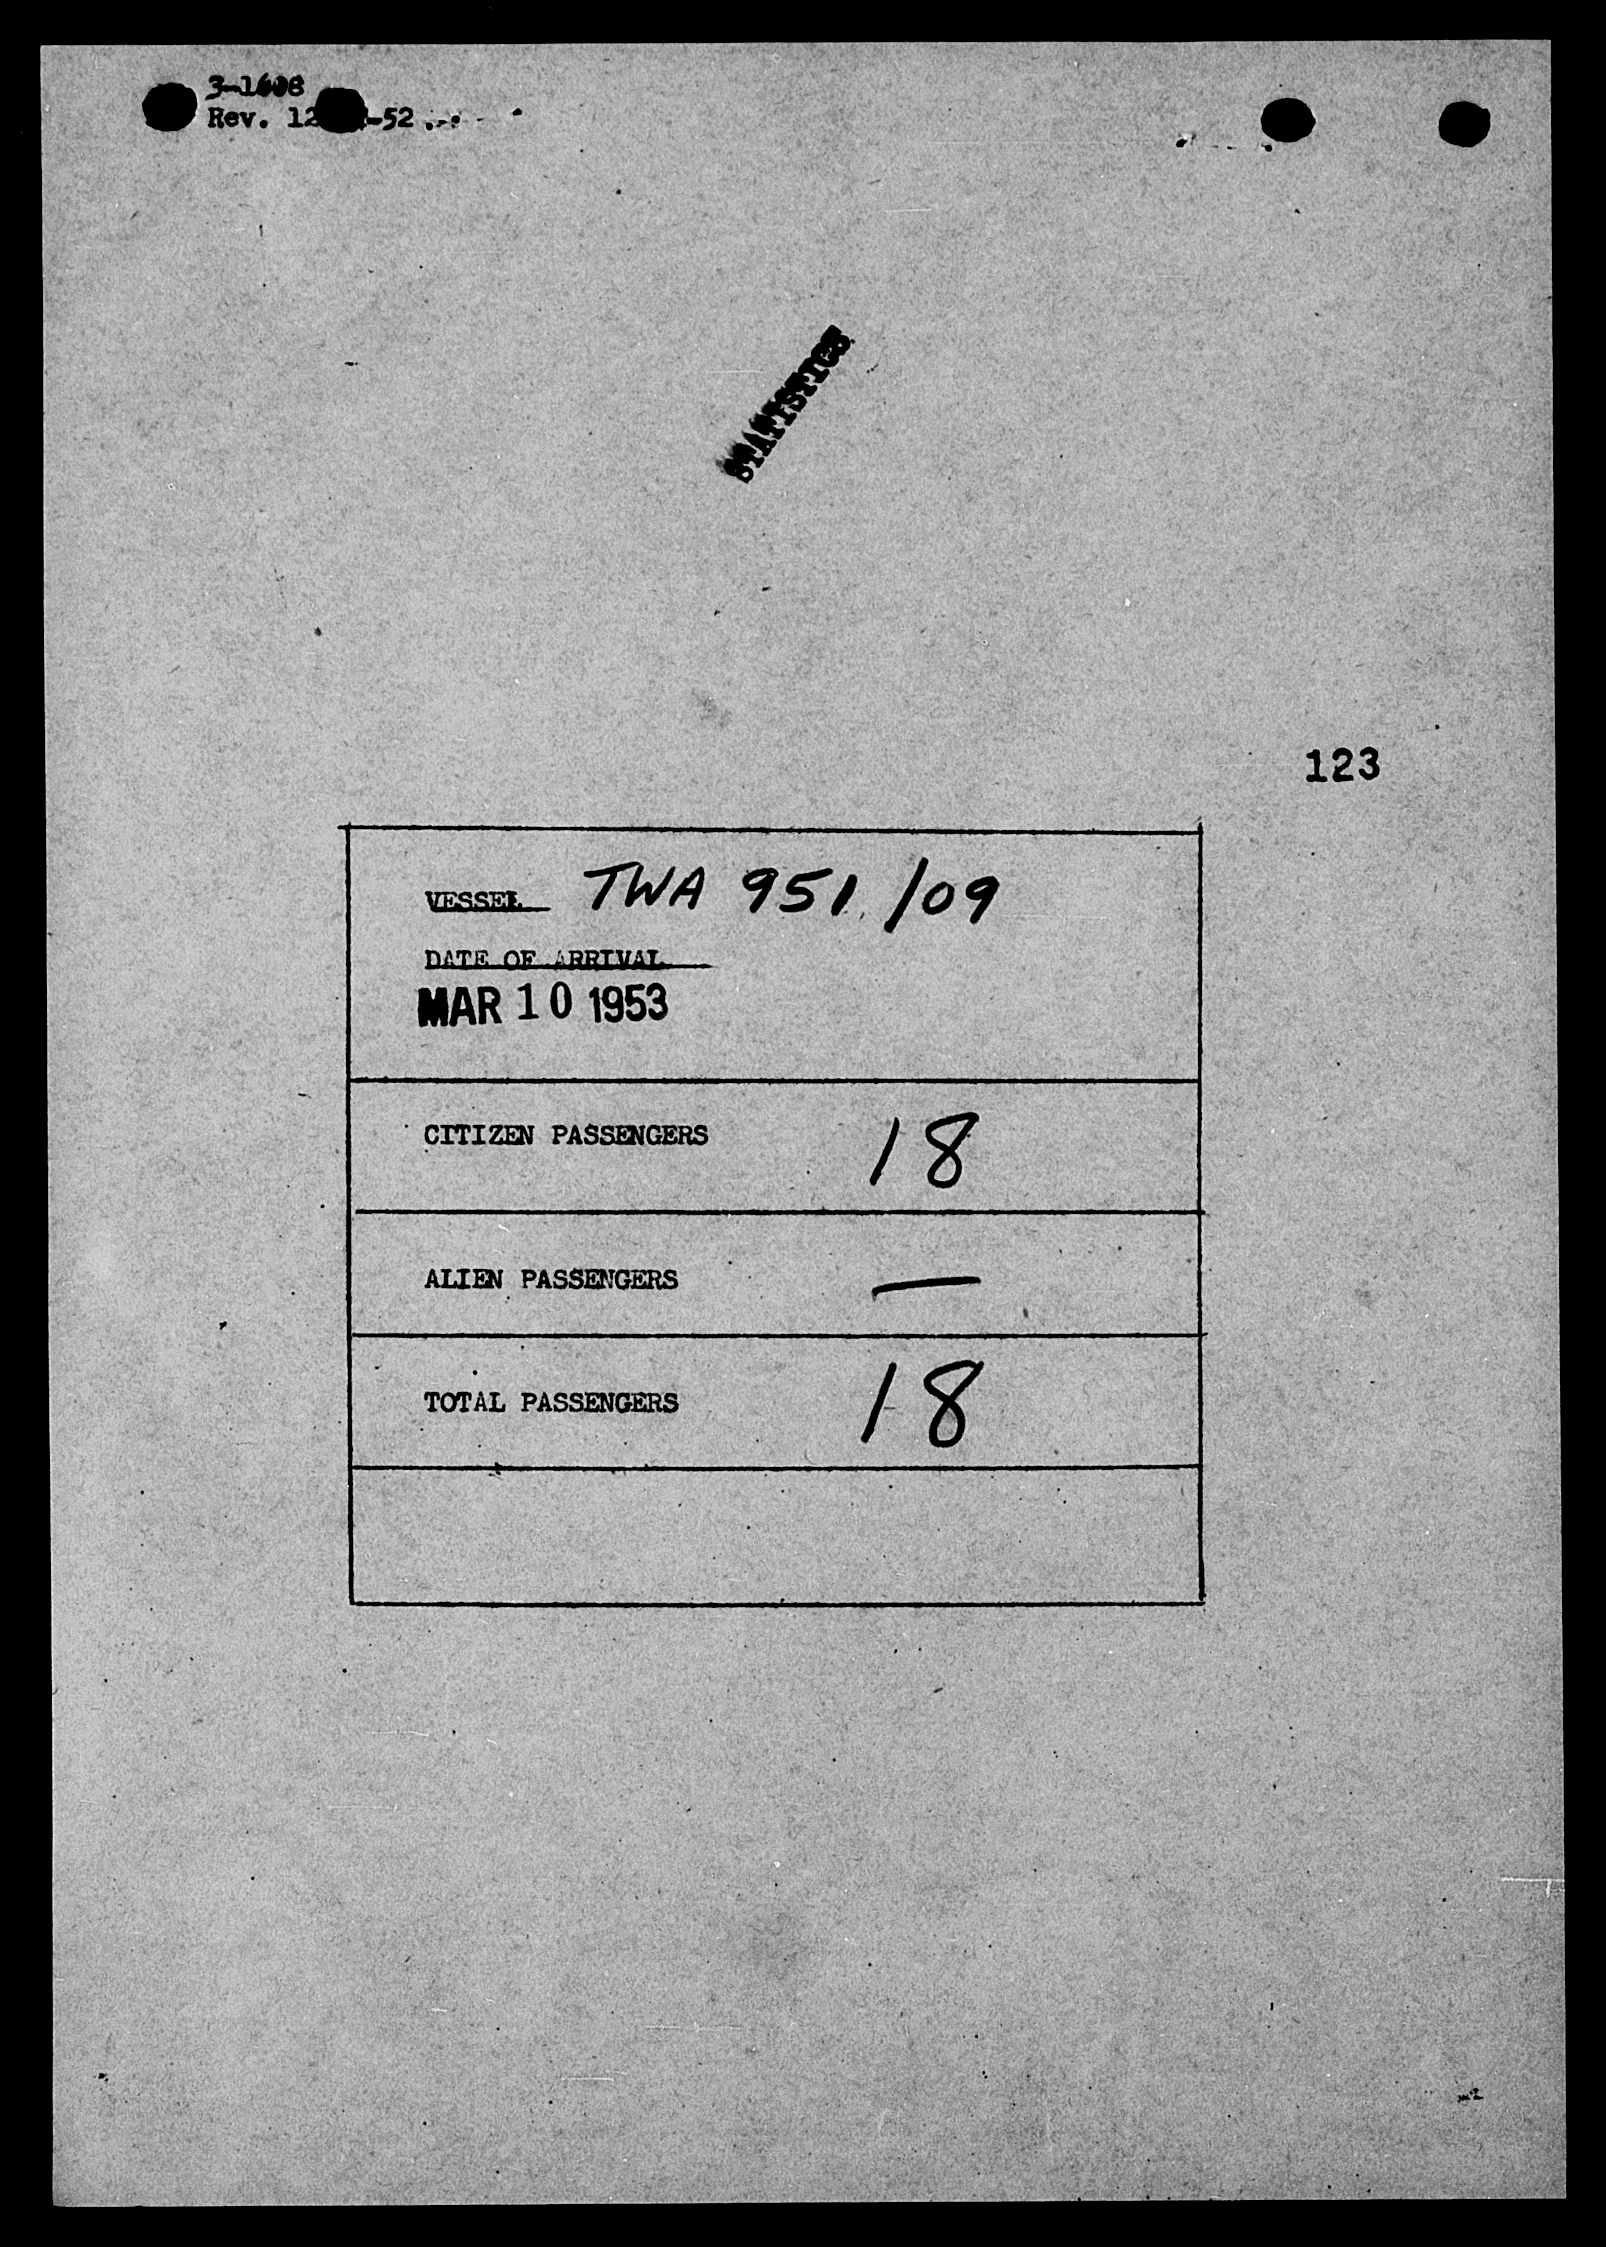 3-1608
Rev. 12 -52
STATISTICS
123
VESSEL TWA 951/09
DATE OF ARRIVAL
MAR 10 1953
CITIZEN PASSENGERS 18
ALIEN PASSENGERS —
TOTAL PASSENGERS 18